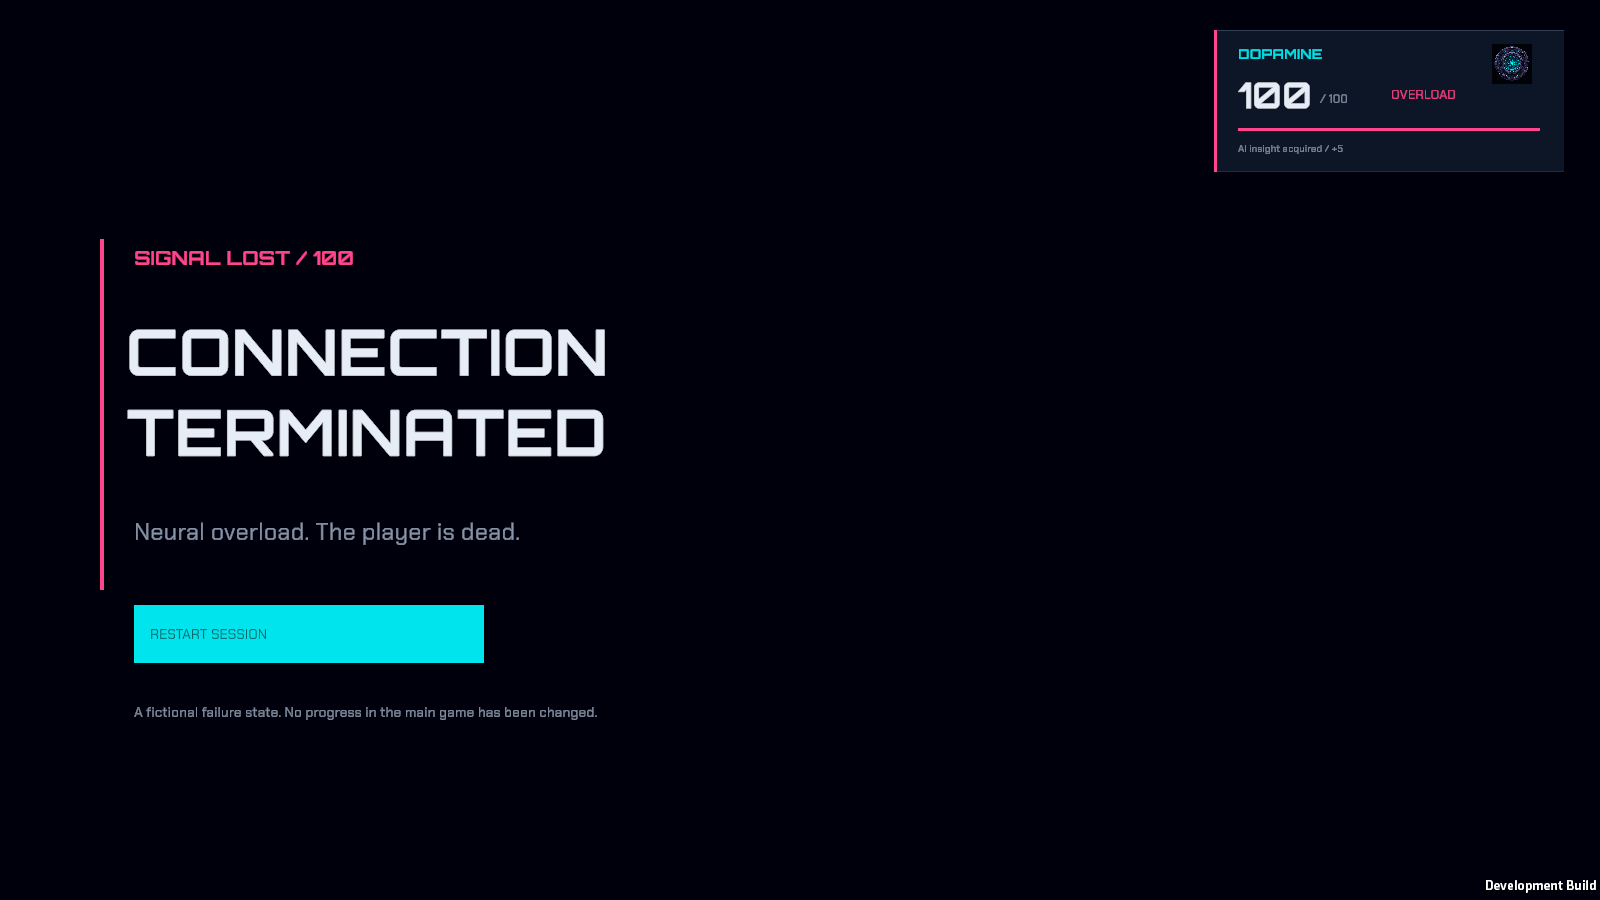 DOPAMINE
100 / 100 OVERLOAD
AI insight acquired / +5
SIGNAL LOST / 100
CONNECTION
TERMINATED
Neural overload. The player is dead.
RESTART SESSION
A fictional failure state. No progress in the main game has been changed.
Development Build